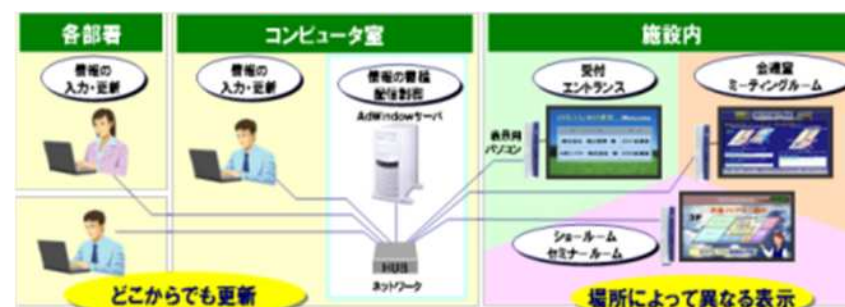 各部署
コンピュータ室
施設内
情報の
入力・更新
情報の
入力・更新
情報の蓄積
配信制御
AdWindowサーバ
受付
エントランス
会議室
ミーティングルーム
表示用
パソコン
ショールーム
セミナールーム
HUB
ネットワーク
どこからでも更新
場所によって異なる表示